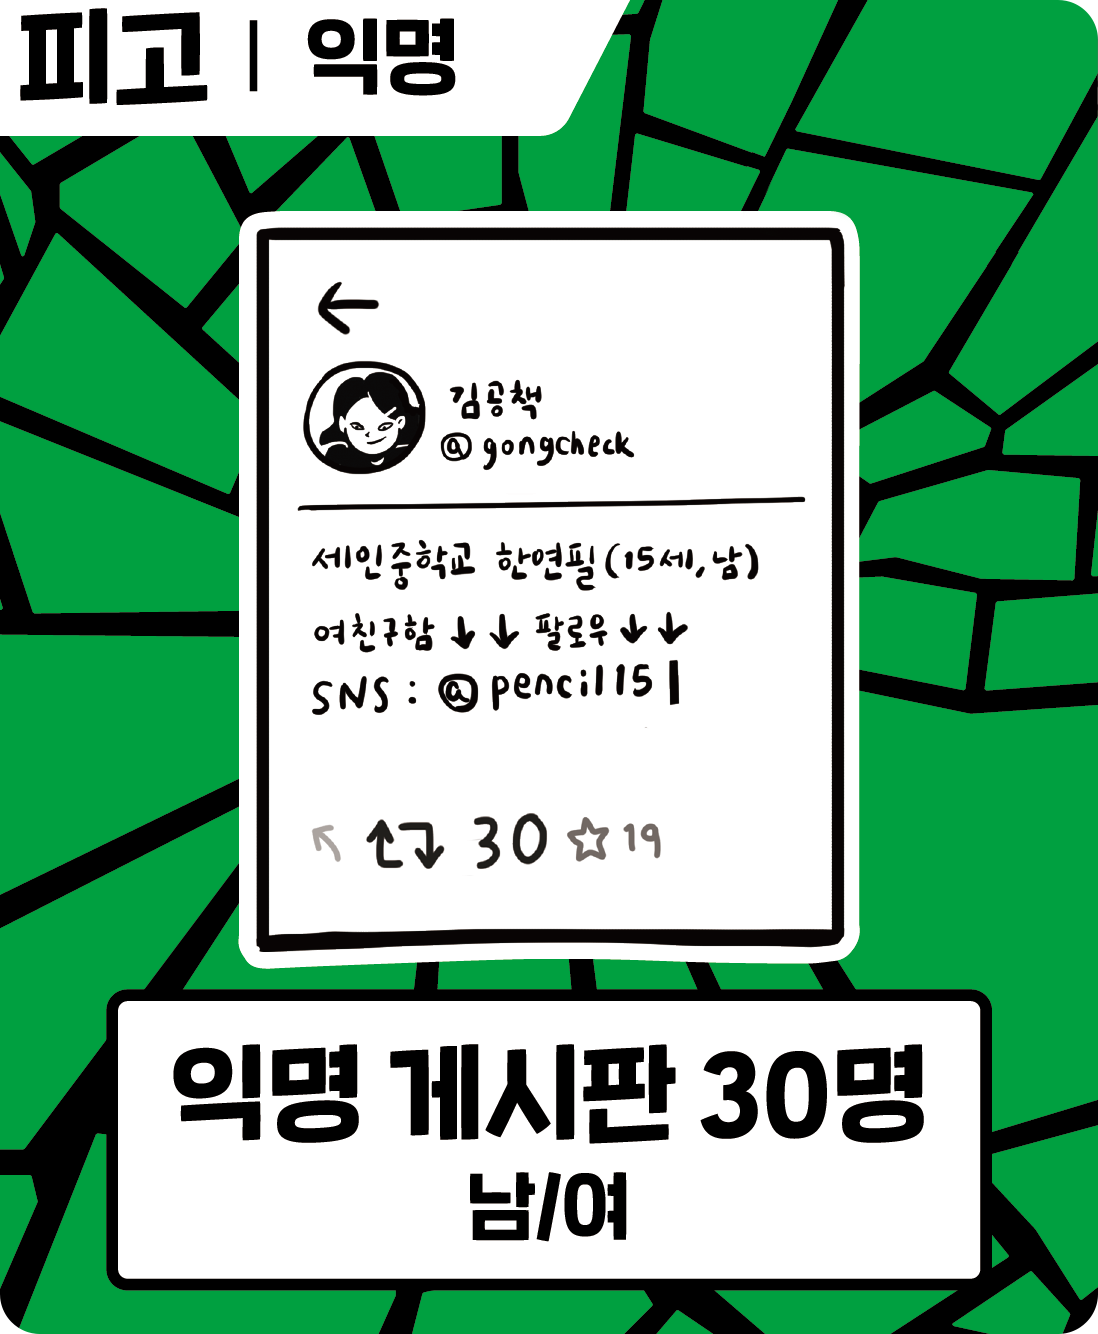 피고 | 익명
←
김공책
@gongcheck
세인중학교 한연필(15세, 남)
여친구함 ↓ ↓ 팔로우 ↓ ↓
SNS : @pencil115
30 ☆ 19
익명 게시판 30명
남/여